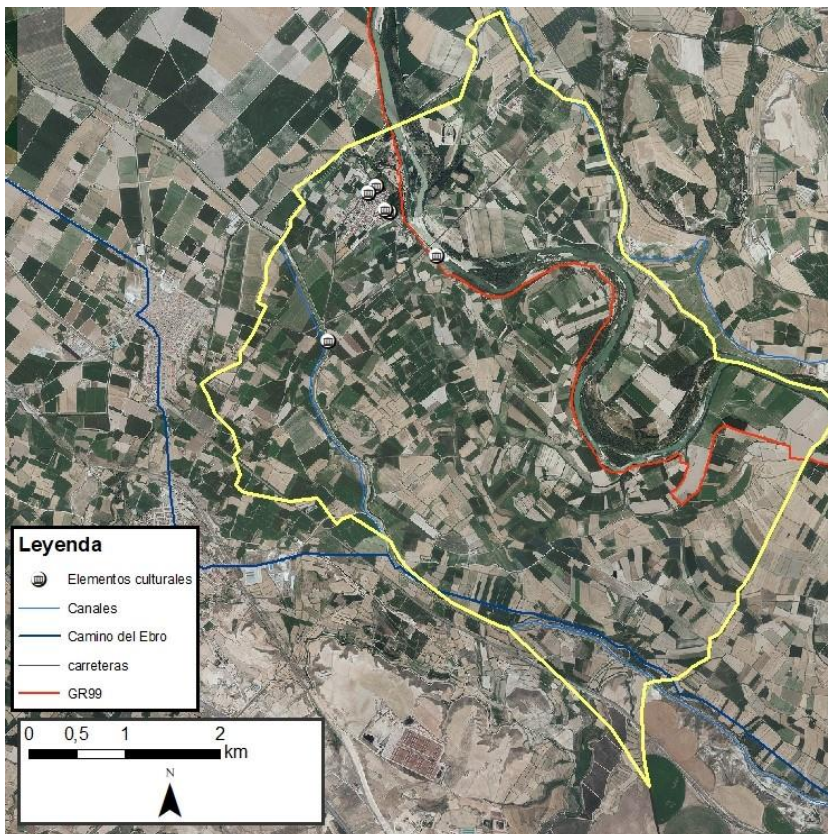 Leyenda
Elementos culturales
Canales
Camino del Ebro
carreteras
GR99
0 0,5 1 2
km
N